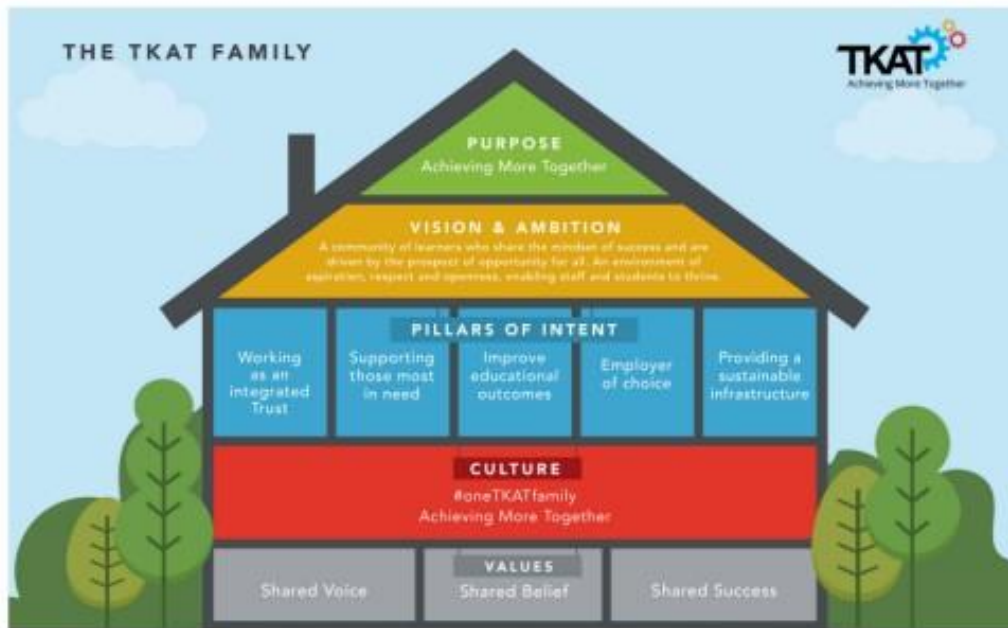 THE TKAT FAMILY
TKAT
Achieving More Together
PURPOSE
Achieving More Together
VISION & AMBITION
A community of learners who share the mindset of success and are
driven by the prospect of opportunity for all. An environment of
aspiration, respect and openness, enabling staff and students to thrive.
PILLARS OF INTENT
Working
as an
integrated
Trust
Supporting
those most
in need
Improve
educational
outcomes
Employer
of choice
Providing a
sustainable
infrastructure
CULTURE
#oneTKATfamily
Achieving More Together
VALUES
Shared Voice
Shared Belief
Shared Success